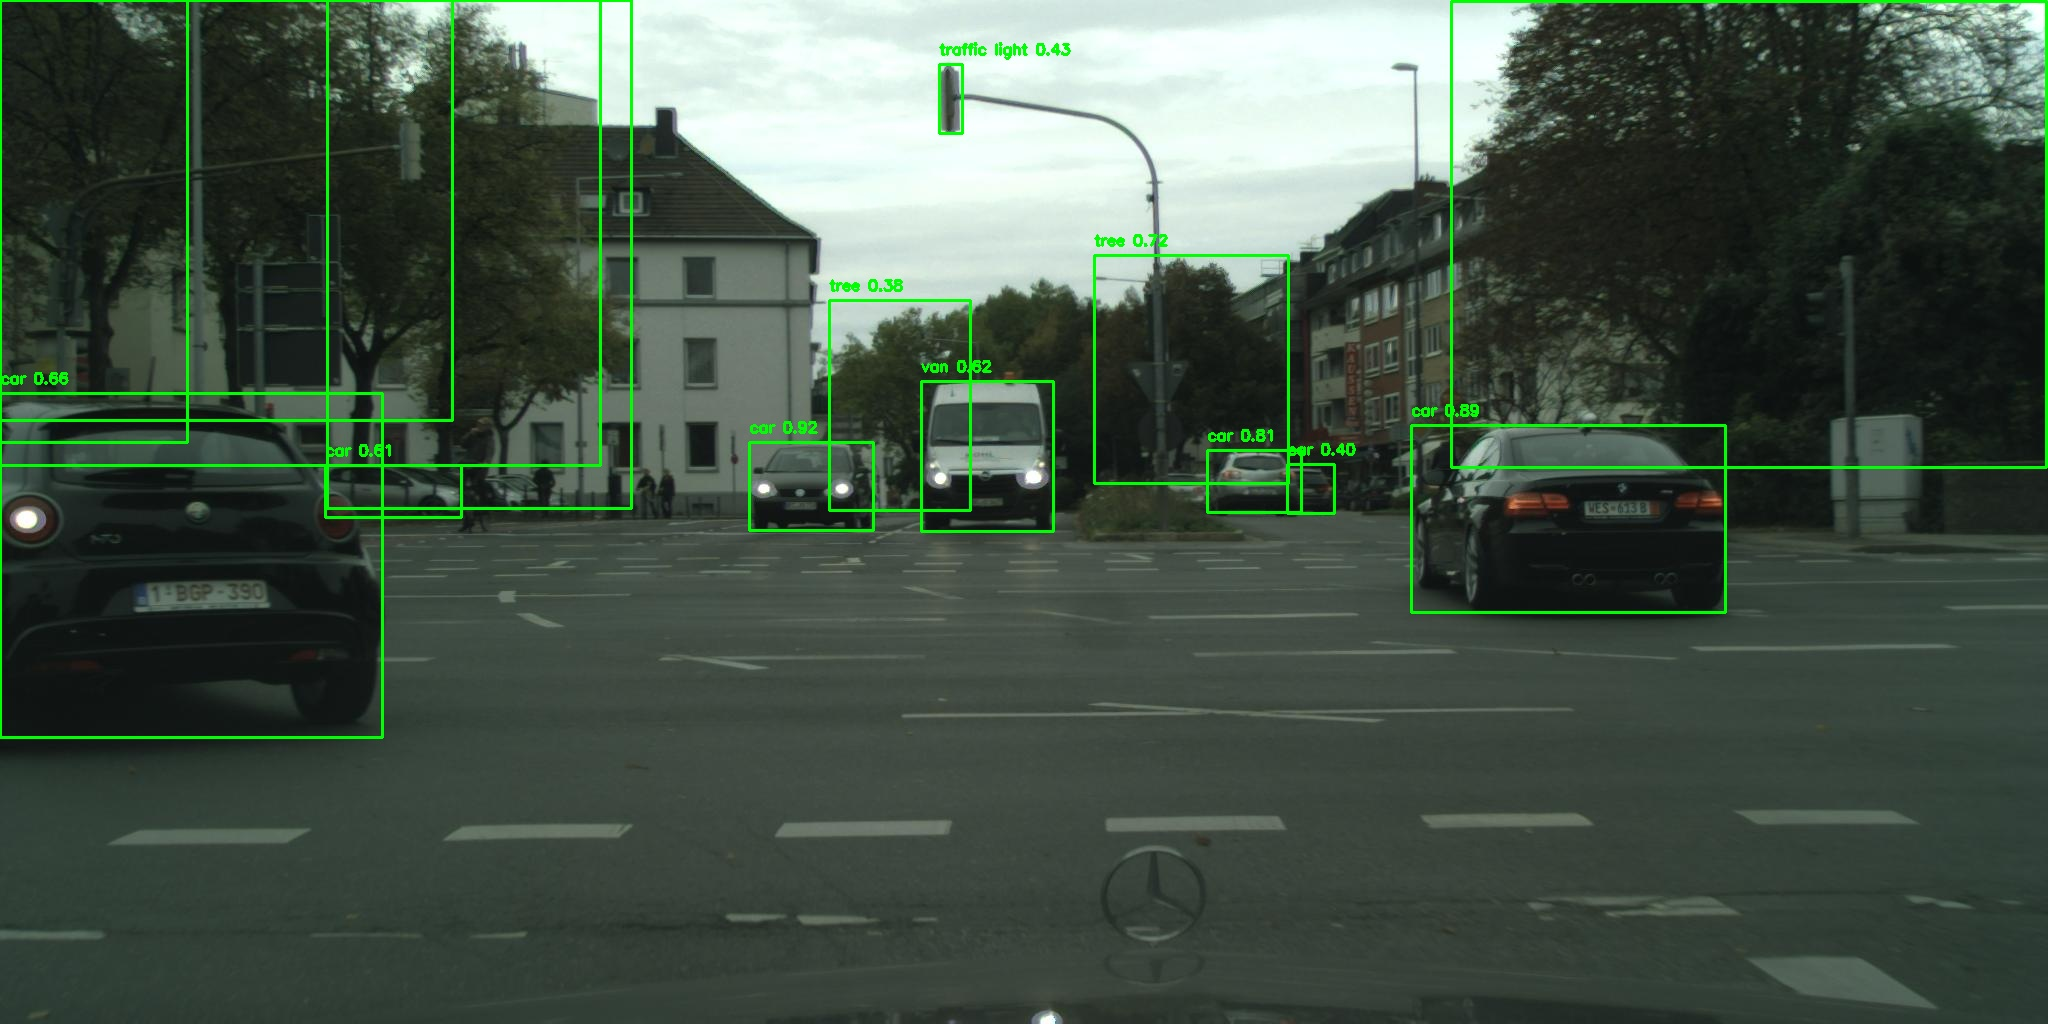 traffic light 0.43
tree 0.72
tree 0.38
van 0.62
car 0.66
car 0.89
car 0.92
car 0.81
car 0.40
car 0.61
WES-613 B
1-BGP-390